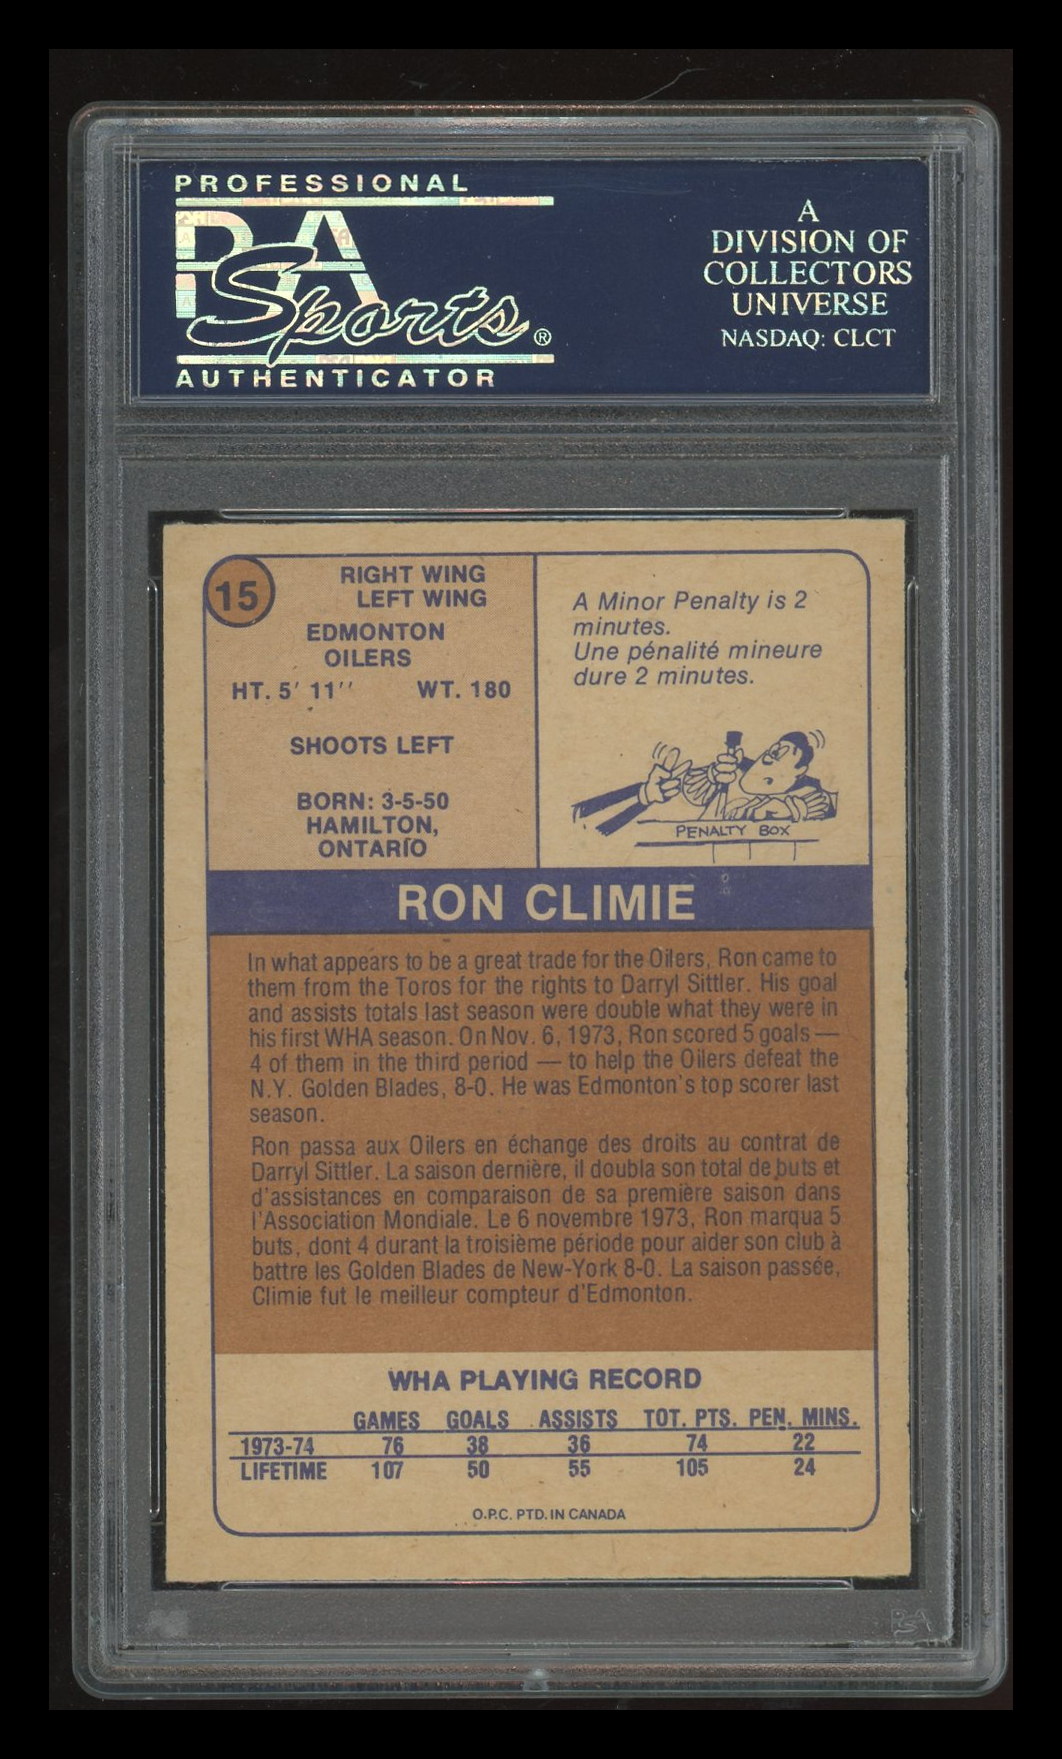 PROFESSIONAL
PSA
Sports®
AUTHENTICATOR
A
DIVISION OF
COLLECTORS
UNIVERSE
NASDAQ: CLCT
15
RIGHT WING
LEFT WING
EDMONTON
OILERS
HT. 5' 11'' WT. 180
SHOOTS LEFT
BORN: 3-5-50
HAMILTON,
ONTARIO
A Minor Penalty is 2
minutes.
Une pénalité mineure
dure 2 minutes.
PENALTY BOX
RON CLIMIE
In what appears to be a great trade for the Oilers, Ron came to
them from the Toros for the rights to Darryl Sittler. His goal
and assists totals last season were double what they were in
his first WHA season. On Nov. 6, 1973, Ron scored 5 goals —
4 of them in the third period — to help the Oilers defeat the
N.Y. Golden Blades, 8-0. He was Edmonton's top scorer last
season.
Ron passa aux Oilers en échange des droits au contrat de
Darryl Sittler. La saison dernière, il doubla son total de buts et
d'assistances en comparaison de sa première saison dans
l'Association Mondiale. Le 6 novembre 1973, Ron marqua 5
buts, dont 4 durant la troisième période pour aider son club à
battre les Golden Blades de New-York 8-0. La saison passée,
Climie fut le meilleur compteur d'Edmonton.
WHA PLAYING RECORD
GAMES GOALS ASSISTS TOT. PTS. PEN. MINS.
1973-74 76 38 36 74 22
LIFETIME 107 50 55 105 24
O.P.C. PTD. IN CANADA
PSA